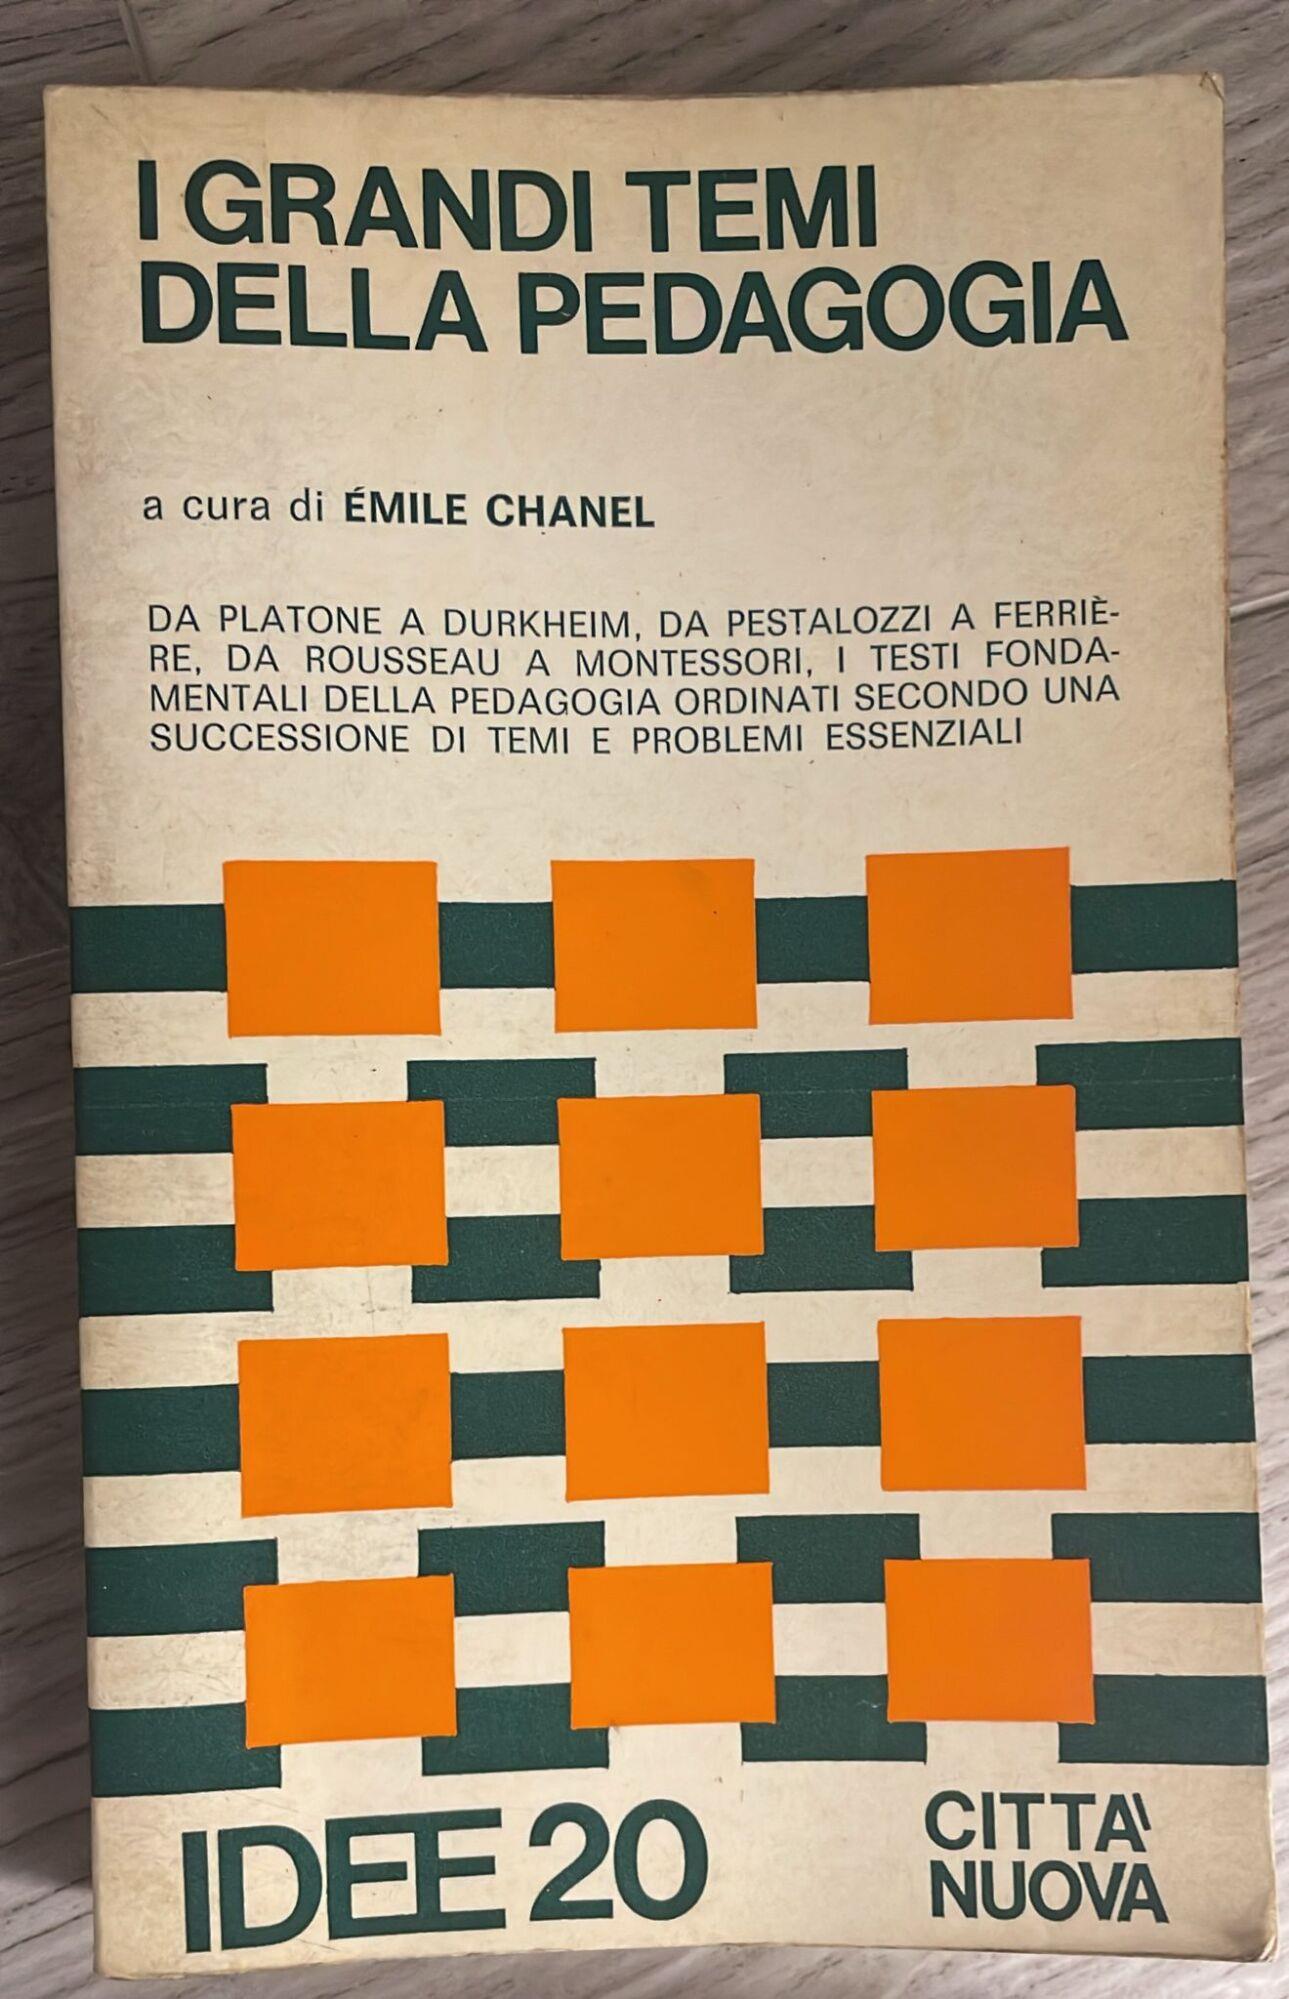 I GRANDI TEMI
DELLA PEDAGOGIA
a cura di ÉMILE CHANEL
DA PLATONE A DURKHEIM, DA PESTALOZZI A FERRIÈ-
RE, DA ROUSSEAU A MONTESSORI, I TESTI FONDA-
MENTALI DELLA PEDAGOGIA ORDINATI SECONDO UNA
SUCCESSIONE DI TEMI E PROBLEMI ESSENZIALI
IDEE 20
CITTA'
NUOVA